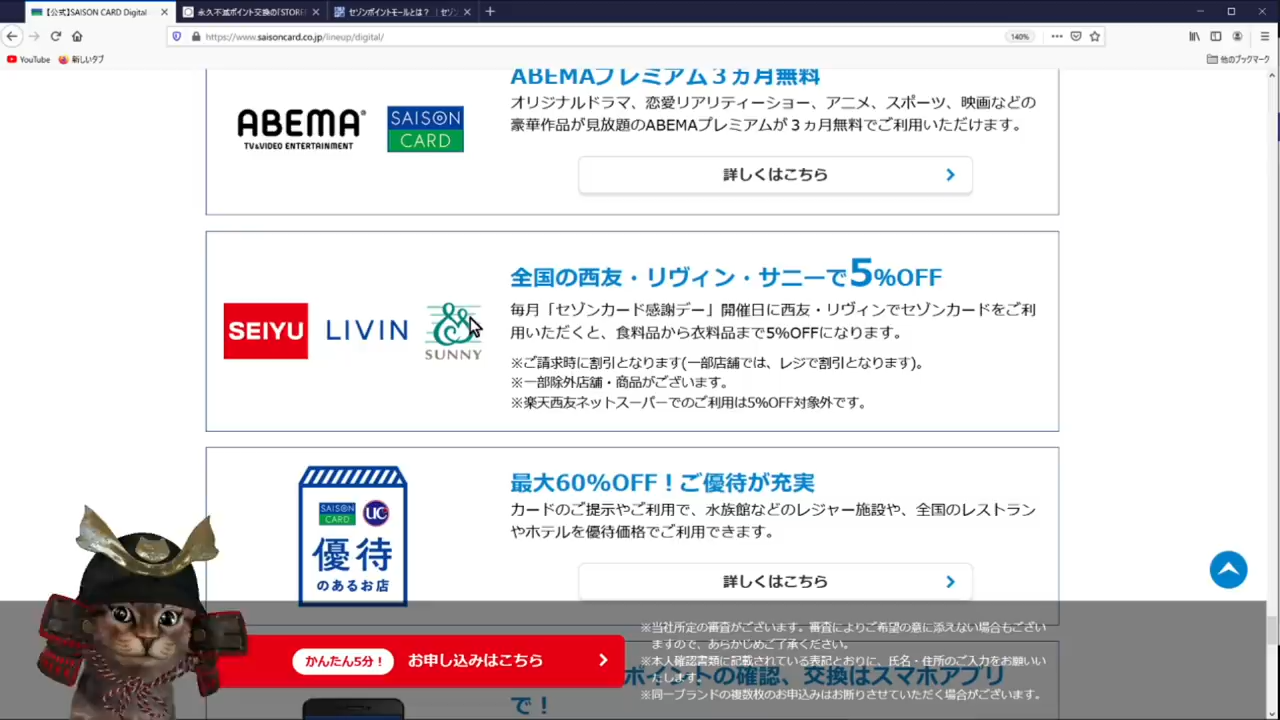 【公式】SAISON CARD Digital
永久不滅ポイント交換の「STORE
セゾンポイントモールとは？ | セゾン
https://www.saisoncard.co.jp/lineup/digital/
140%
YouTube
新しいタブ
他のブックマーク
ABEMAプレミアム３ヵ月無料
オリジナルドラマ、恋愛リアリティーショー、アニメ、スポーツ、映画などの
豪華作品が見放題のABEMAプレミアムが３ヵ月無料でご利用いただけます。
ABEMA
TV&VIDEO ENTERTAINMENT
SAISON
CARD
詳しくはこちら
全国の西友・リヴィン・サニーで5%OFF
毎月「セゾンカード感謝デー」開催日に西友・リヴィンでセゾンカードをご利
用いただくと、食料品から衣料品まで5%OFFになります。
SEIYU
LIVIN
SUNNY
※ご請求時に割引となります(一部店舗では、レジで割引となります)。
※一部除外店舗・商品がございます。
※楽天西友ネットスーパーでのご利用は5%OFF対象外です。
最大60%OFF！ご優待が充実
カードのご提示やご利用で、水族館などのレジャー施設や、全国のレストラン
やホテルを優待価格でご利用できます。
SAISON
CARD
UC
優待
のあるお店
詳しくはこちら
かんたん5分！
お申し込みはこちら
※当社所定の審査がございます。審査によりご希望の意に添えない場合もござい
ますので、あらかじめご了承ください。
※本人確認書類に記載されている表記とおりに、氏名・住所のご入力をお願いい
たします。
※同一ブランドの複数枚のお申込みはお断りさせていただく場合がございます。
ポイントの確認、交換はスマホアプリ
で！